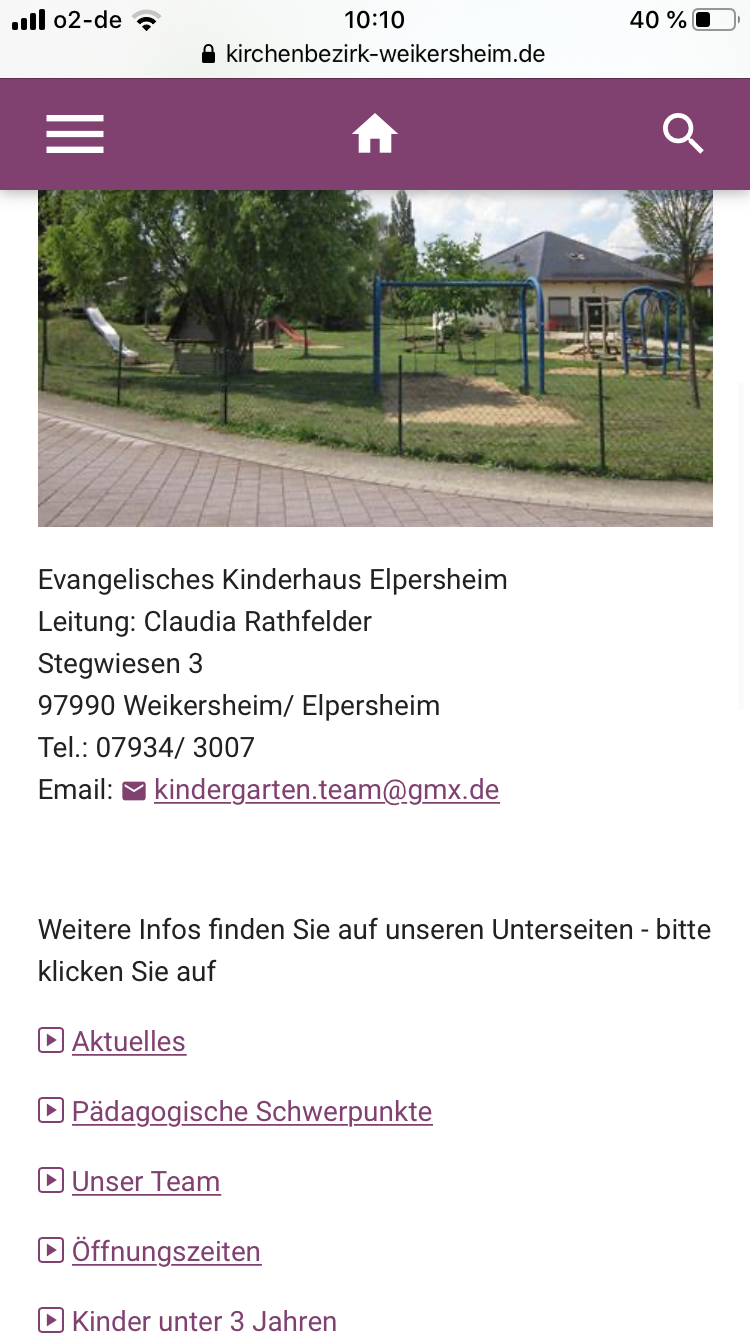 o2-de 10:10 40 %
kirchenbezirk-weikersheim.de
Evangelisches Kinderhaus Elpersheim
Leitung: Claudia Rathfelder
Stegwiesen 3
97990 Weikersheim/ Elpersheim
Tel.: 07934/ 3007
Email: kindergarten.team@gmx.de
Weitere Infos finden Sie auf unseren Unterseiten - bitte
klicken Sie auf
Aktuelles
Pädagogische Schwerpunkte
Unser Team
Öffnungszeiten
Kinder unter 3 Jahren